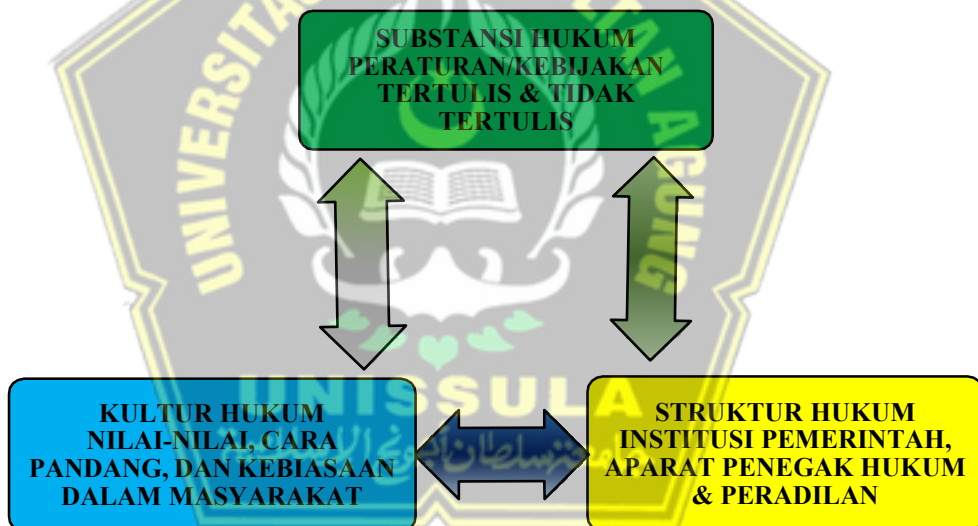 SUBSTANSI HUKUM
PERATURAN/KEBIJAKAN
TERTULIS & TIDAK
TERTULIS
UNIVERSITAS
AGUNG
UNISSULA
KULTUR HUKUM
NILAI-NILAI, CARA
PANDANG, DAN KEBIASAAN
DALAM MASYARAKAT
STRUKTUR HUKUM
INSTITUSI PEMERINTAH,
APARAT PENEGAK HUKUM
& PERADILAN